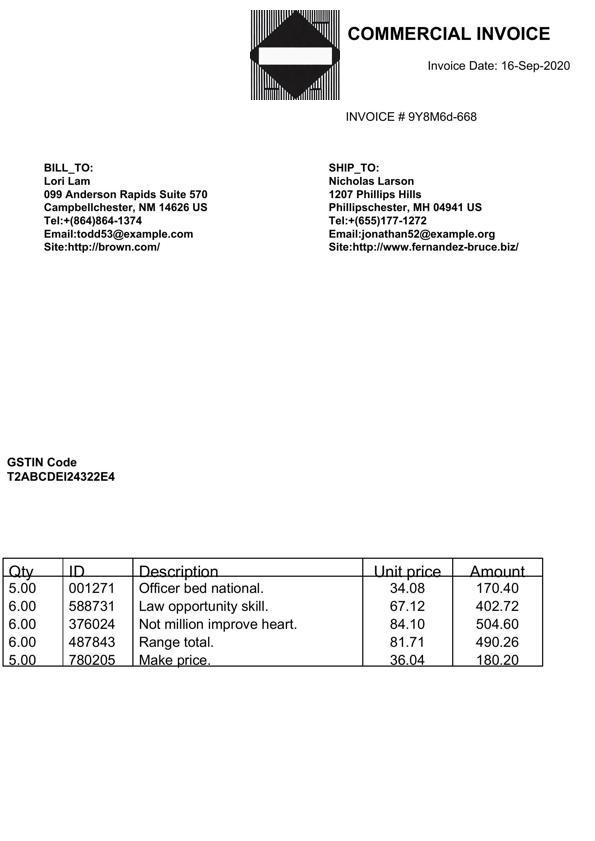 COMMERCIAL INVOICE
Invoice Date: 16-Sep-2020
INVOICE # 9Y8M6d-668
BILL_TO:
Lori Lam
099 Anderson Rapids Suite 570
Campbellchester, NM 14626 US
Tel:+(864)864-1374
Email:todd53@example.com
Site:http://brown.com/
SHIP_TO:
Nicholas Larson
1207 Phillips Hills
Phillipschester, MH 04941 US
Tel:+(655)177-1272
Email:jonathan52@example.org
Site:http://www.fernandez-bruce.biz/
GSTIN Code
T2ABCDEI24322E4
Qty ID Description Unit price Amount
5.00 001271 Officer bed national. 34.08 170.40
6.00 588731 Law opportunity skill. 67.12 402.72
6.00 376024 Not million improve heart. 84.10 504.60
6.00 487843 Range total. 81.71 490.26
5.00 780205 Make price. 36.04 180.20